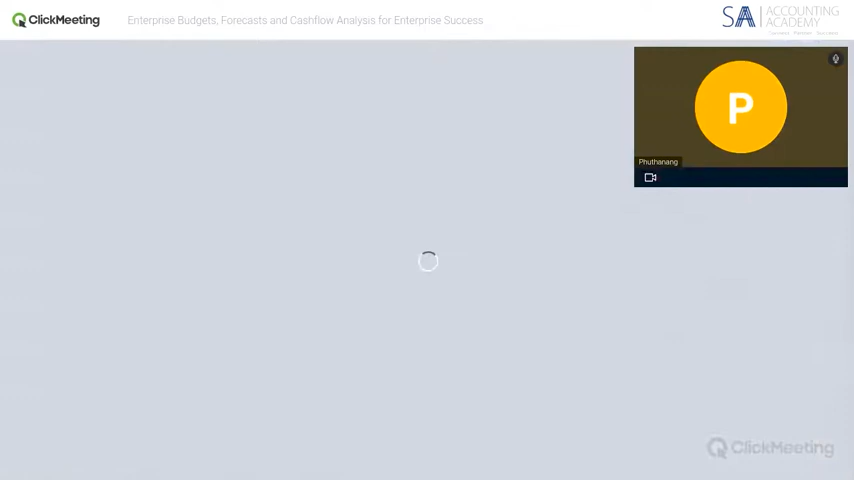 ClickMeeting
Enterprise Budgets, Forecasts and Cashflow Analysis for Enterprise Success
SA ACCOUNTING
ACADEMY
P
Phuthanang
ClickMeeting